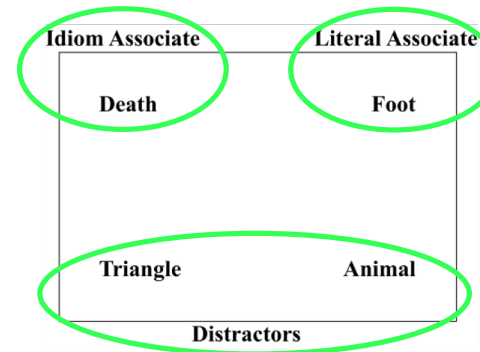 Idiom Associate Literal Associate
Death Foot
Triangle Animal
Distractors